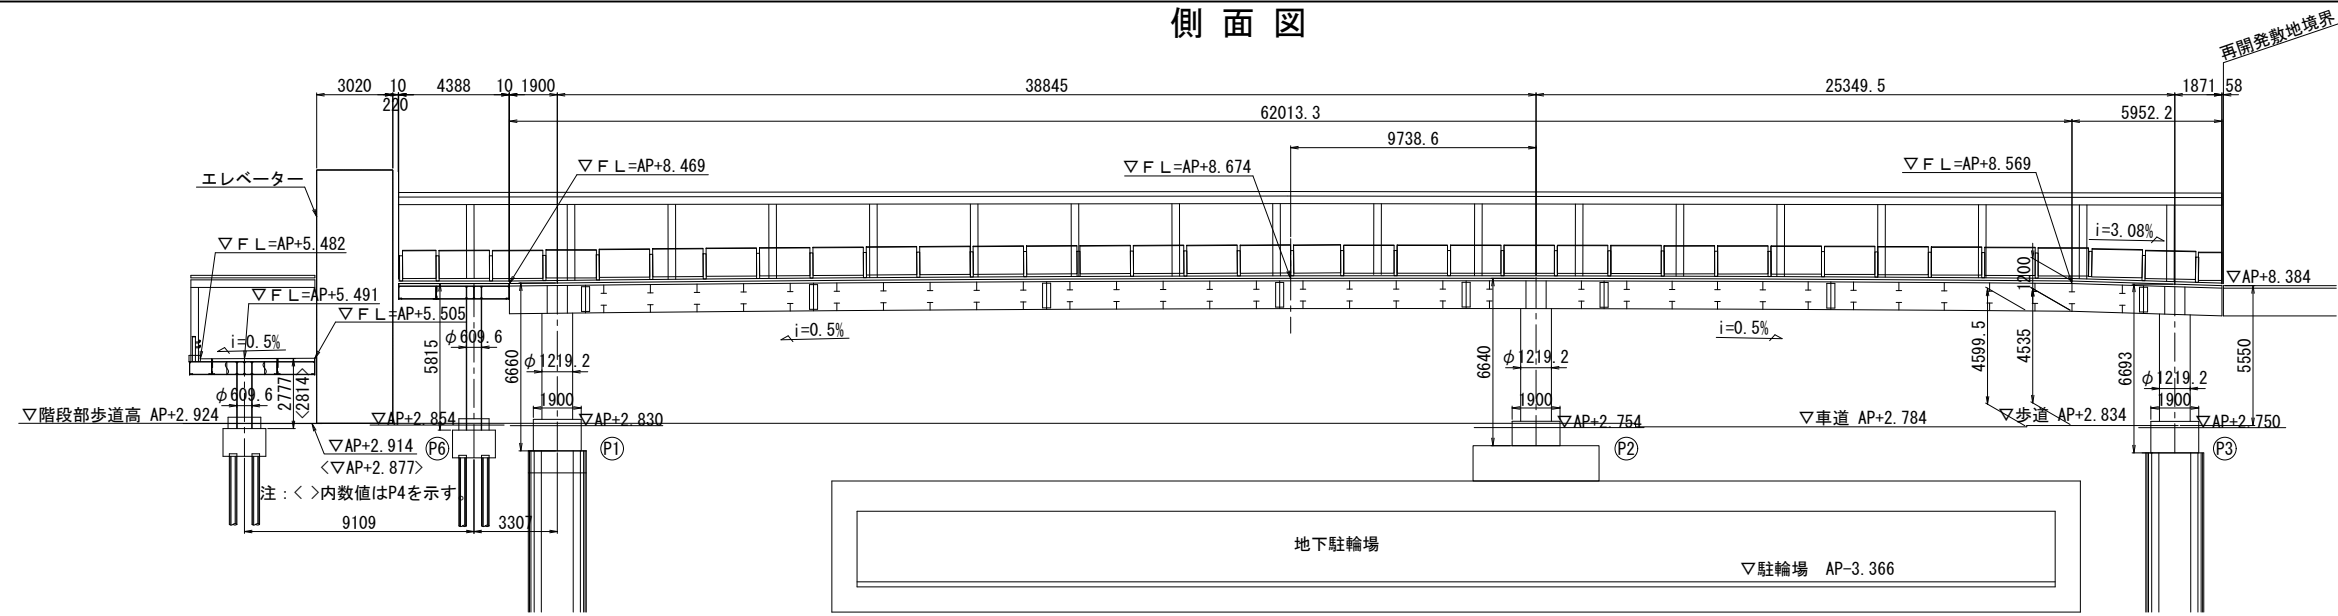 側面図
再開発敷地境界
3020 10 4388 10 1900 38845 25349.5 1871 58
220
62013.3 5952.2
9738.6
▽ＦＬ=AP+8.469 ▽ＦＬ=AP+8.674 ▽ＦＬ=AP+8.569
エレベーター
i=3.08%
▽ＦＬ=AP+5.482
1200
▽AP+8.384
▽ＦＬ=AP+5.491
▽ＦＬ=AP+5.505
i=0.5% i=0.5% i=0.5%
φ609.6
5815
6660
φ1219.2
6640
φ1219.2
4599.5
4535
6693
φ1219.2
5550
2777
<2814>
φ609.6
1900 1900 1900
▽階段部歩道高 AP+2.924 ▽AP+2.854 ▽AP+2.830 ▽AP+2.754 ▽車道 AP+2.784 ▽歩道 AP+2.834 ▽AP+2.750
▽AP+2.914 P6 P1 P2 P3
<▽AP+2.877>
注：< >内数値はP4を示す。
9109 3307
地下駐輪場
▽駐輪場 AP-3.366